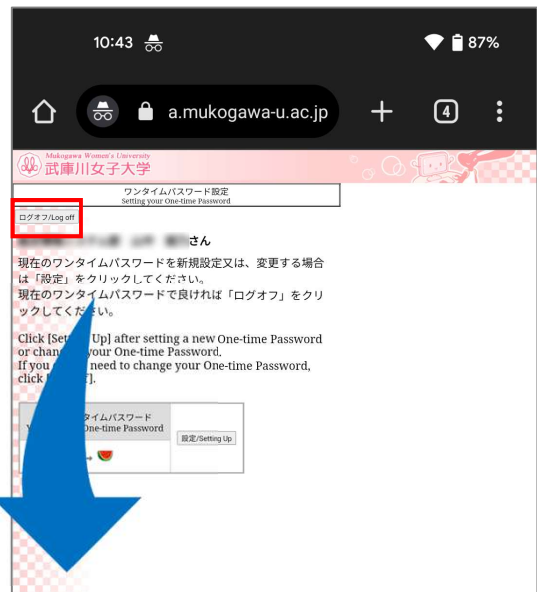 10:43
87%
a.mukogawa-u.ac.jp
4
Mukogawa Women's University
武庫川女子大学
ワンタイムパスワード設定
Setting your One-time Password
ログオフ/Log off
さん
現在のワンタイムパスワードを新規設定又は、変更する場合
は「設定」をクリックしてください。
現在のワンタイムパスワードで良ければ「ログオフ」をクリ
ックしてください。
Click [Set Up] after setting a new One-time Password
or chan your One-time Password.
If you need to change your One-time Password,
click
タイムパスワード
One-time Password
設定/Setting Up